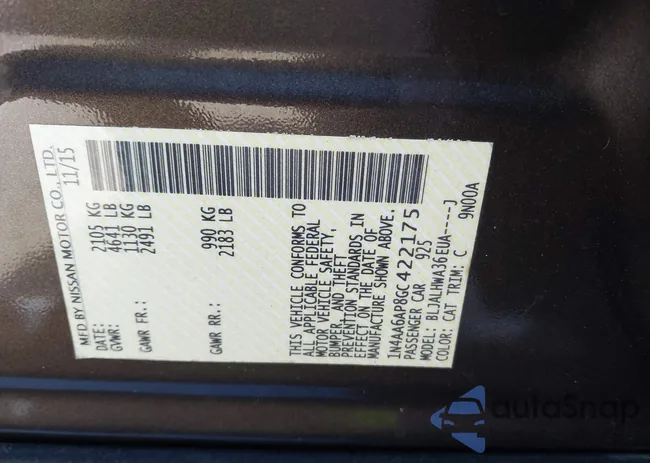 MFD BY NISSAN MOTOR CO., LTD.
DATE: 11/15
GVWR: 2105 KG
4641 LB
GAWR FR.: 1130 KG
2491 LB
GAWR RR.: 990 KG
2183 LB
THIS VEHICLE CONFORMS TO
ALL APPLICABLE FEDERAL
MOTOR VEHICLE SAFETY,
BUMPER, AND THEFT
PREVENTION STANDARDS IN
EFFECT ON THE DATE OF
MANUFACTURE SHOWN ABOVE.
1N4AA6AP8GC422175
PASSENGER CAR 925
MODEL: BLJALHWA36EUA----J
COLOR: CAT TRIM: C 9N00A
autoSnap